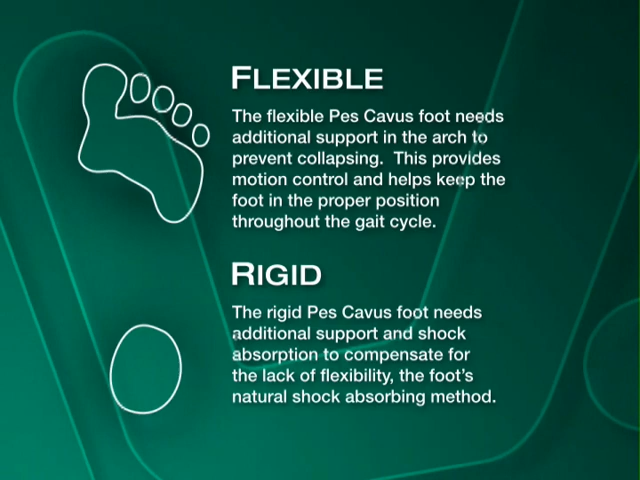 FLEXIBLE
The flexible Pes Cavus foot needs
additional support in the arch to
prevent collapsing.  This provides
motion control and helps keep the
foot in the proper position
throughout the gait cycle.
RIGID
The rigid Pes Cavus foot needs
additional support and shock
absorption to compensate for
the lack of flexibility, the foot's
natural shock absorbing method.